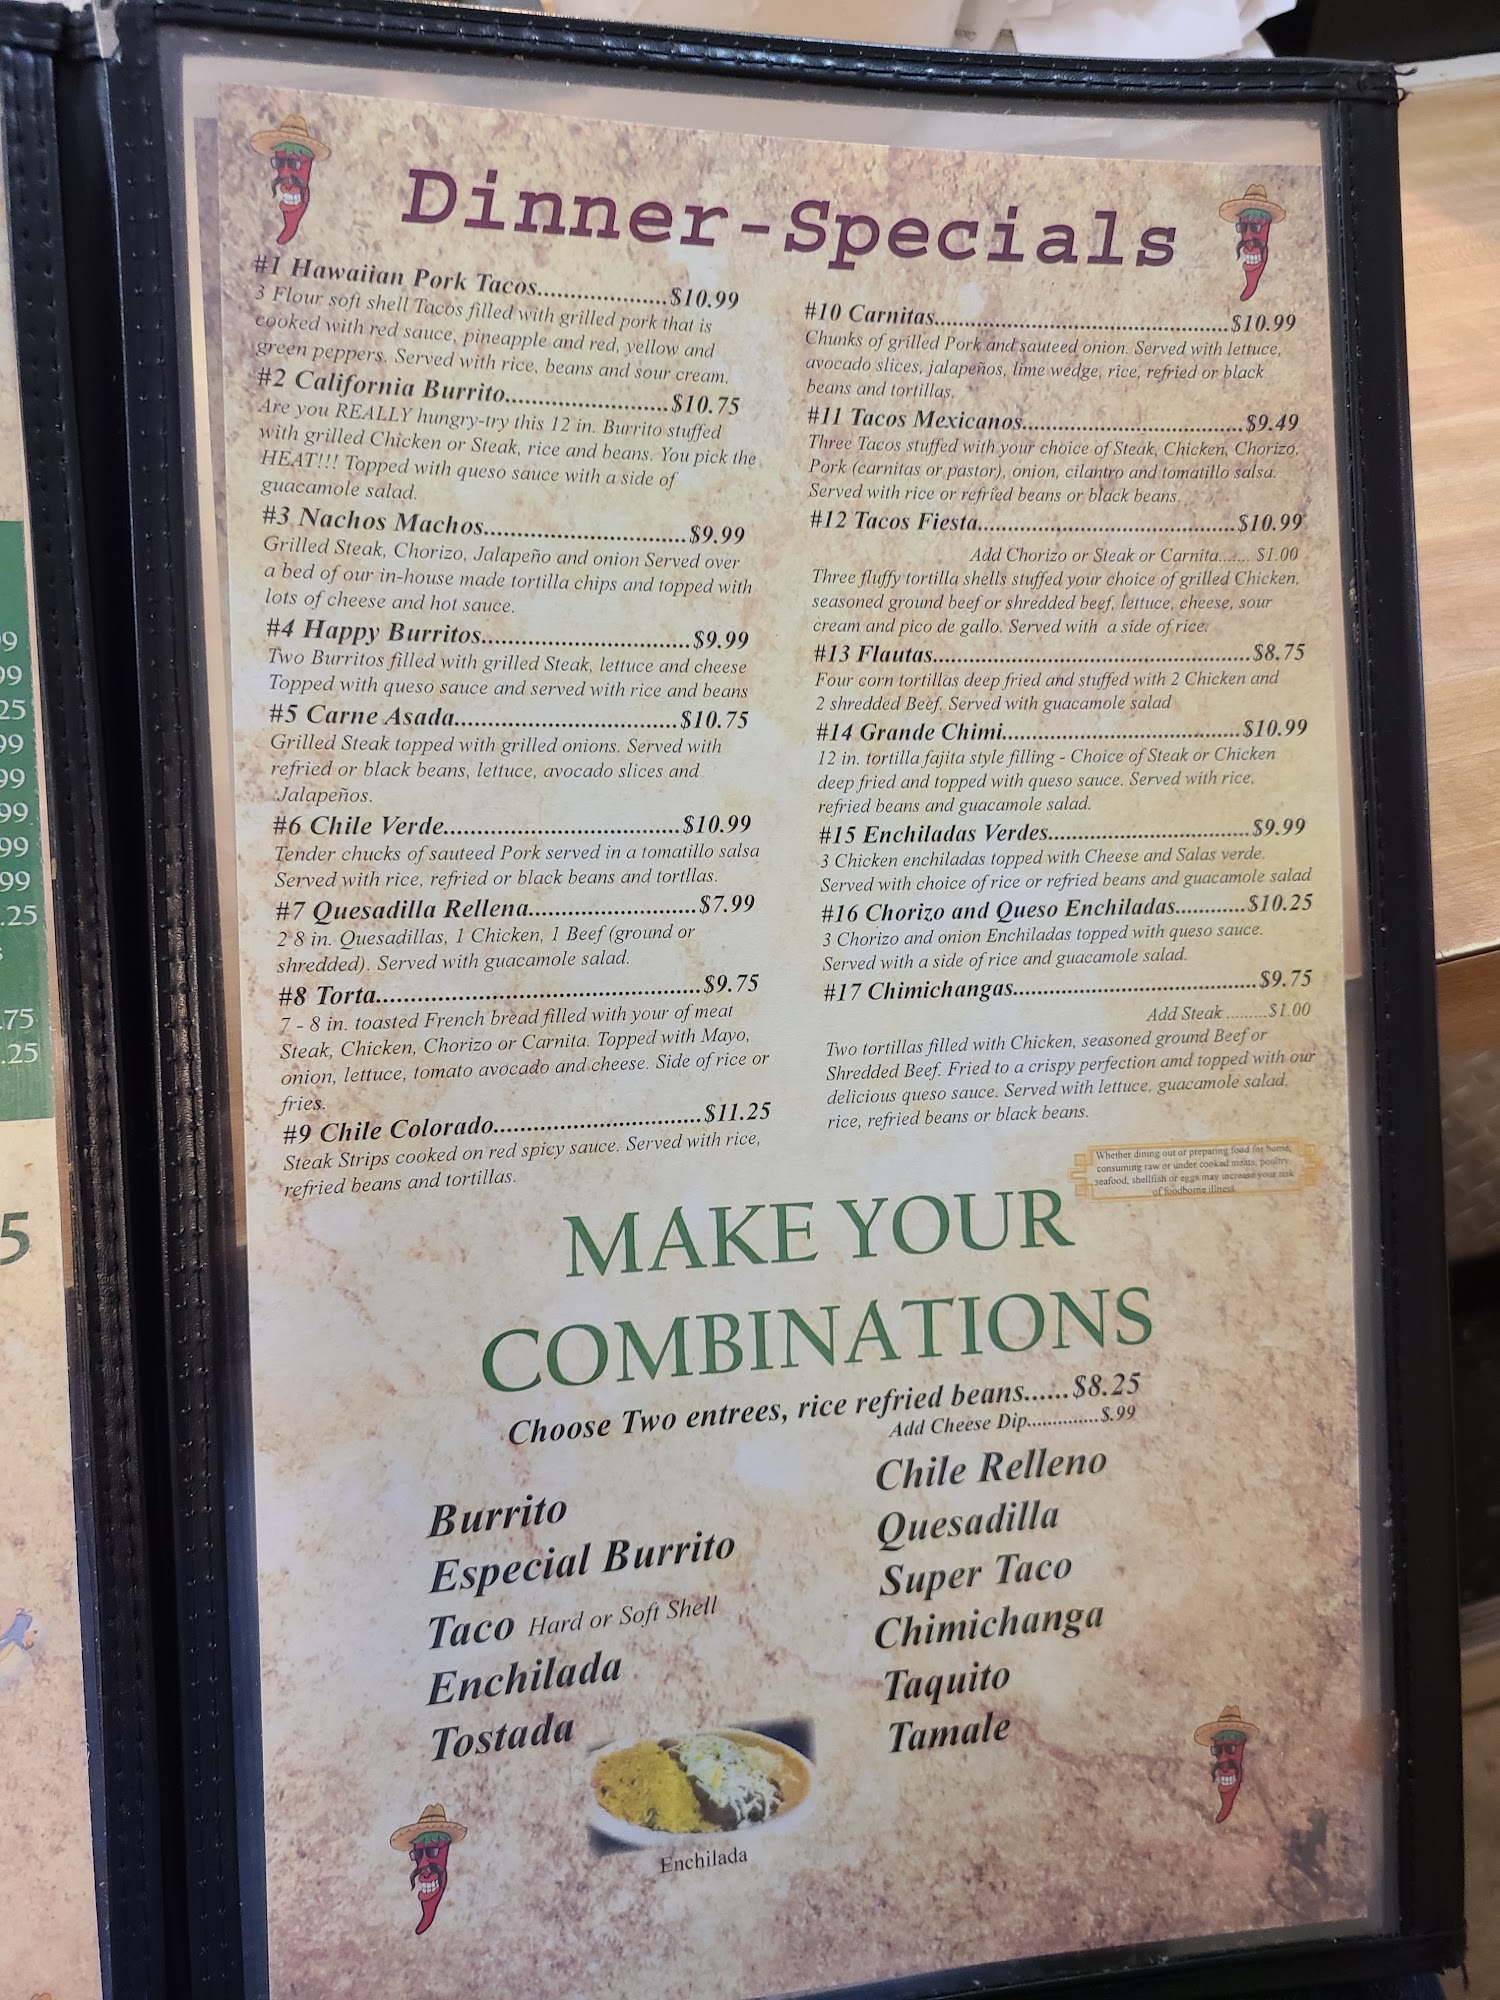 Dinner-Specials
#1 Hawaiian Pork Tacos....................$10.99
3 Flour soft shell Tacos filled with grilled pork that is
cooked with red sauce, pineapple and red, yellow and
green peppers. Served with rice, beans and sour cream.
#2 California Burrito.........................$10.75
Are you REALLY hungry-try this 12 in. Burrito stuffed
with grilled Chicken or Steak, rice and beans. You pick the
HEAT!!! Topped with queso sauce with a side of
guacamole salad.
#3 Nachos Machos...............................$9.99
Grilled Steak, Chorizo, Jalapeño and onion Served over
a bed of our in-house made tortilla chips and topped with
lots of cheese and hot sauce.
#4 Happy Burritos................................$9.99
Two Burritos filled with grilled Steak, lettuce and cheese
Topped with queso sauce and served with rice and beans
#5 Carne Asada..................................$10.75
Grilled Steak topped with grilled onions. Served with
refried or black beans, lettuce, avocado slices and
Jalapeños.
#6 Chile Verde....................................$10.99
Tender chucks of sauteed Pork served in a tomatillo salsa
Served with rice, refried or black beans and tortllas.
#7 Quesadilla Rellena.........................$7.99
2 8 in. Quesadillas, 1 Chicken, 1 Beef (ground or
shredded). Served with guacamole salad.
#8 Torta................................................$9.75
7 - 8 in. toasted French bread filled with your of meat
Steak, Chicken, Chorizo or Carnita. Topped with Mayo,
onion, lettuce, tomato avocado and cheese. Side of rice or
fries.
#9 Chile Colorado...............................$11.25
Steak Strips cooked on red spicy sauce. Served with rice,
refried beans and tortillas.
#10 Carnitas............................................$10.99
Chunks of grilled Pork and sauteed onion. Served with lettuce,
avocado slices, jalapeños, lime wedge, rice, refried or black
beans and tortillas.
#11 Tacos Mexicanos.................................$9.49
Three Tacos stuffed with your choice of Steak, Chicken, Chorizo,
Pork (carnitas or pastor), onion, cilantro and tomatillo salsa.
Served with rice or refried beans or black beans.
#12 Tacos Fiesta.......................................$10.99
Add Chorizo or Steak or Carnita....... $1.00
Three fluffy tortilla shells stuffed your choice of grilled Chicken,
seasoned ground beef or shredded beef, lettuce, cheese, sour
cream and pico de gallo. Served with a side of rice.
#13 Flautas................................................$8.75
Four corn tortillas deep fried and stuffed with 2 Chicken and
2 shredded Beef. Served with guacamole salad
#14 Grande Chimi....................................$10.99
12 in. tortilla fajita style filling - Choice of Steak or Chicken
deep fried and topped with queso sauce. Served with rice,
refried beans and guacamole salad.
#15 Enchiladas Verdes..............................$9.99
3 Chicken enchiladas topped with Cheese and Salas verde.
Served with choice of rice or refried beans and guacamole salad
#16 Chorizo and Queso Enchiladas...........$10.25
3 Chorizo and onion Enchiladas topped with queso sauce.
Served with a side of rice and guacamole salad.
#17 Chimichangas.....................................$9.75
Add Steak .........$1.00
Two tortillas filled with Chicken, seasoned ground Beef or
Shredded Beef. Fried to a crispy perfection amd topped with our
delicious queso sauce. Served with lettuce, guacamole salad,
rice, refried beans or black beans.
Whether dining out or preparing food for home,
consuming raw or under cooked meats, poultry,
seafood, shellfish or eggs may increase your risk
of foodborne illness
MAKE YOUR
COMBINATIONS
Choose Two entrees, rice refried beans......$8.25
Add Cheese Dip..............$.99
Burrito
Especial Burrito
Taco Hard or Soft Shell
Enchilada
Tostada
Chile Relleno
Quesadilla
Super Taco
Chimichanga
Taquito
Tamale
Enchilada